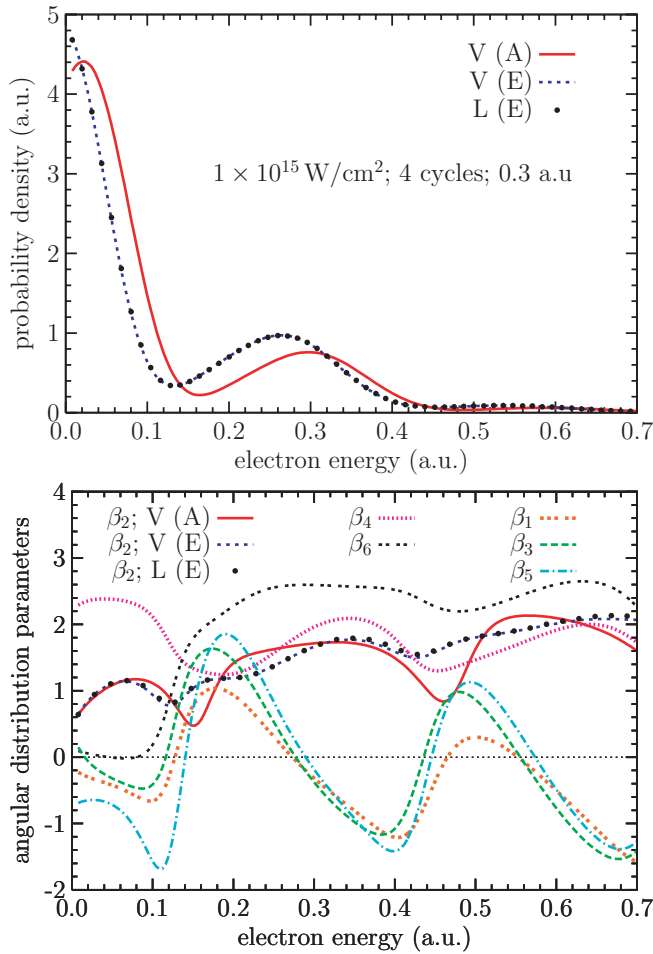 5
4
3
2
1
0
probability density (a.u.)
V (A)
V (E)
L (E)
1 × 10¹⁵ W/cm²; 4 cycles; 0.3 a.u
0.0 0.1 0.2 0.3 0.4 0.5 0.6 0.7
electron energy (a.u.)
4
3
2
1
0
-1
-2
angular distribution parameters
β₂; V (A)
β₂; V (E)
β₂; L (E)
β₄
β₆
β₁
β₃
β₅
0.0 0.1 0.2 0.3 0.4 0.5 0.6 0.7
electron energy (a.u.)